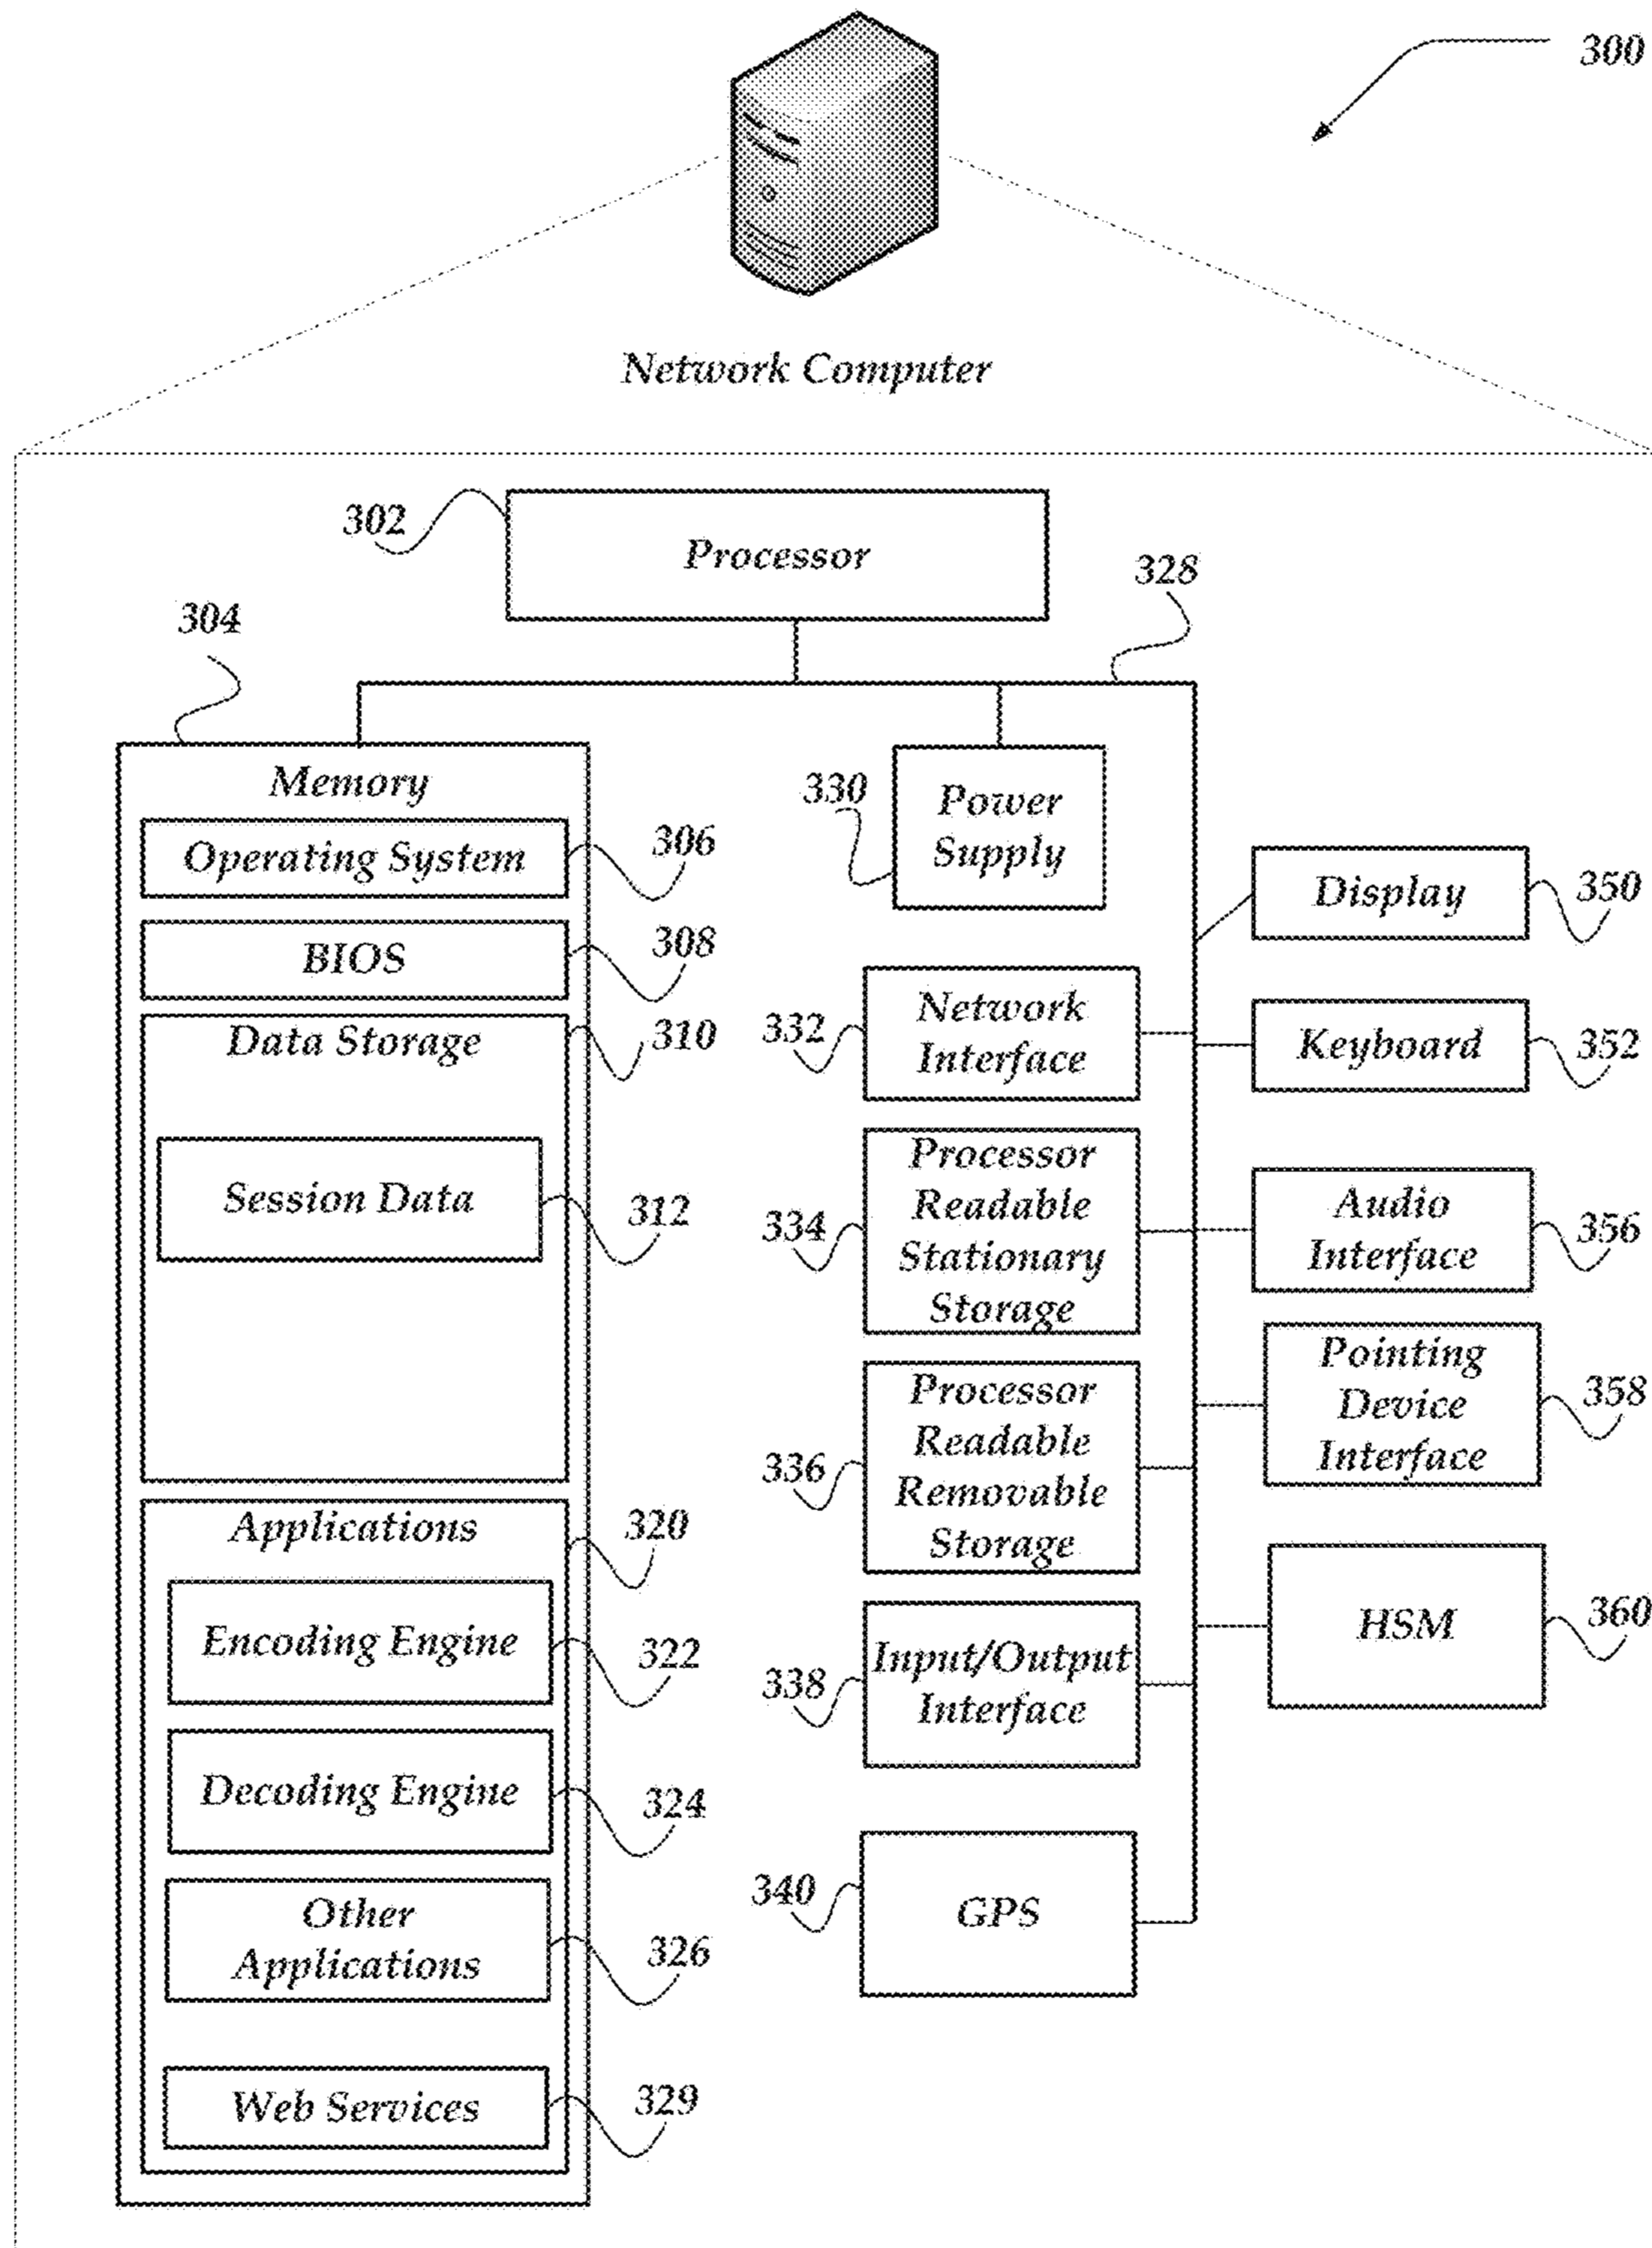 300
Network Computer
302
Processor
328
304
Memory
Operating System
306
BIOS
308
Data Storage
310
Session Data
312
Applications
320
Encoding Engine
322
Decoding Engine
324
Other
Applications
326
Web Services
329
330
Power
Supply
332
Network
Interface
334
Processor
Readable
Stationary
Storage
336
Processor
Readable
Removable
Storage
338
Input/Output
Interface
340
GPS
Display
350
Keyboard
352
Audio
Interface
356
Pointing
Device
Interface
358
HSM
360